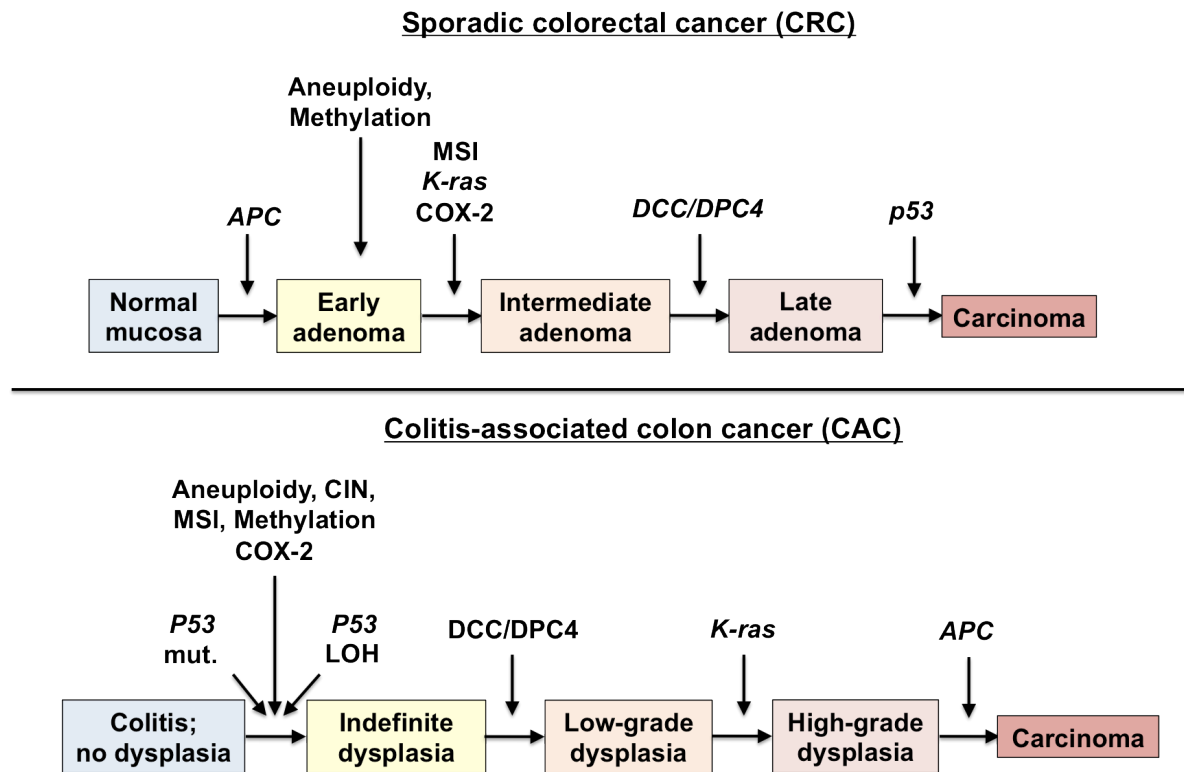 Sporadic colorectal cancer (CRC)
Aneuploidy,
Methylation
MSI
K-ras
COX-2
APC
DCC/DPC4
p53
Normal
mucosa
Early
adenoma
Intermediate
adenoma
Late
adenoma
Carcinoma
Colitis-associated colon cancer (CAC)
Aneuploidy, CIN,
MSI, Methylation
COX-2
P53
mut.
P53
LOH
DCC/DPC4
K-ras
APC
Colitis;
no dysplasia
Indefinite
dysplasia
Low-grade
dysplasia
High-grade
dysplasia
Carcinoma